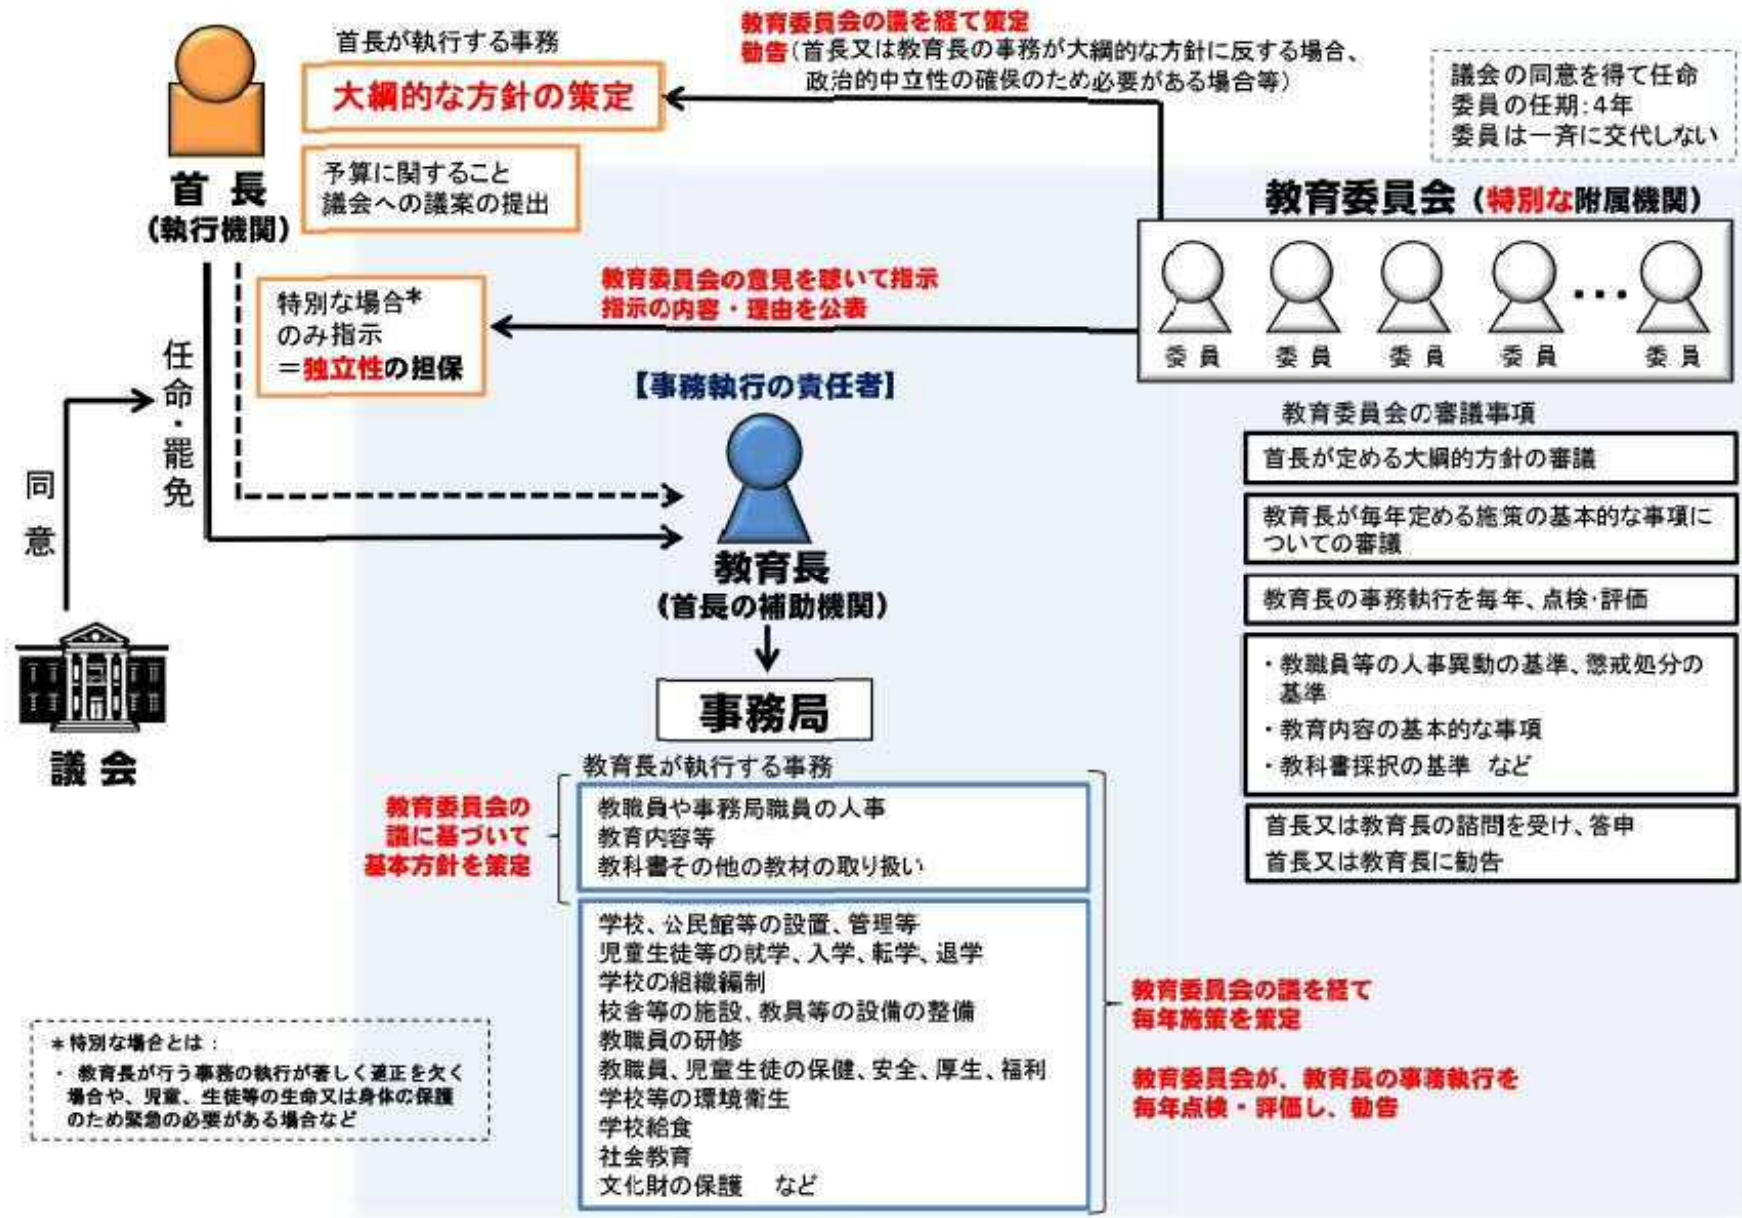 首長が執行する事務
大綱的な方針の策定
予算に関すること
議会への議案の提出
首長
(執行機関)
教育委員会の議を経て策定
勧告(首長又は教育長の事務が大綱的な方針に反する場合、
政治的中立性の確保のため必要がある場合等)
議会の同意を得て任命
委員の任期:4年
委員は一斉に交代しない
教育委員会(特別な附属機関)
委員 委員 委員 委員 ・・・ 委員
特別な場合*
のみ指示
=独立性の担保
教育委員会の意見を聴いて指示
指示の内容・理由を公表
任命・罷免
同意
議会
【事務執行の責任者】
教育長
(首長の補助機関)
事務局
教育委員会の審議事項
首長が定める大綱的方針の審議
教育長が毎年定める施策の基本的な事項に
ついての審議
教育長の事務執行を毎年、点検・評価
・教職員等の人事異動の基準、懲戒処分の
基準
・教育内容の基本的な事項
・教科書採択の基準 など
首長又は教育長の諮問を受け、答申
首長又は教育長に勧告
教育長が執行する事務
教育委員会の
議に基づいて
基本方針を策定
教職員や事務局職員の人事
教育内容等
教科書その他の教材の取り扱い
学校、公民館等の設置、管理等
児童生徒等の就学、入学、転学、退学
学校の組織編制
校舎等の施設、教具等の設備の整備
教職員の研修
教職員、児童生徒の保健、安全、厚生、福利
学校等の環境衛生
学校給食
社会教育
文化財の保護 など
教育委員会の議を経て
毎年施策を策定
教育委員会が、教育長の事務執行を
毎年点検・評価し、勧告
*特別な場合とは:
・教育長が行う事務の執行が著しく適正を欠く
場合や、児童、生徒等の生命又は身体の保護
のため緊急の必要がある場合など